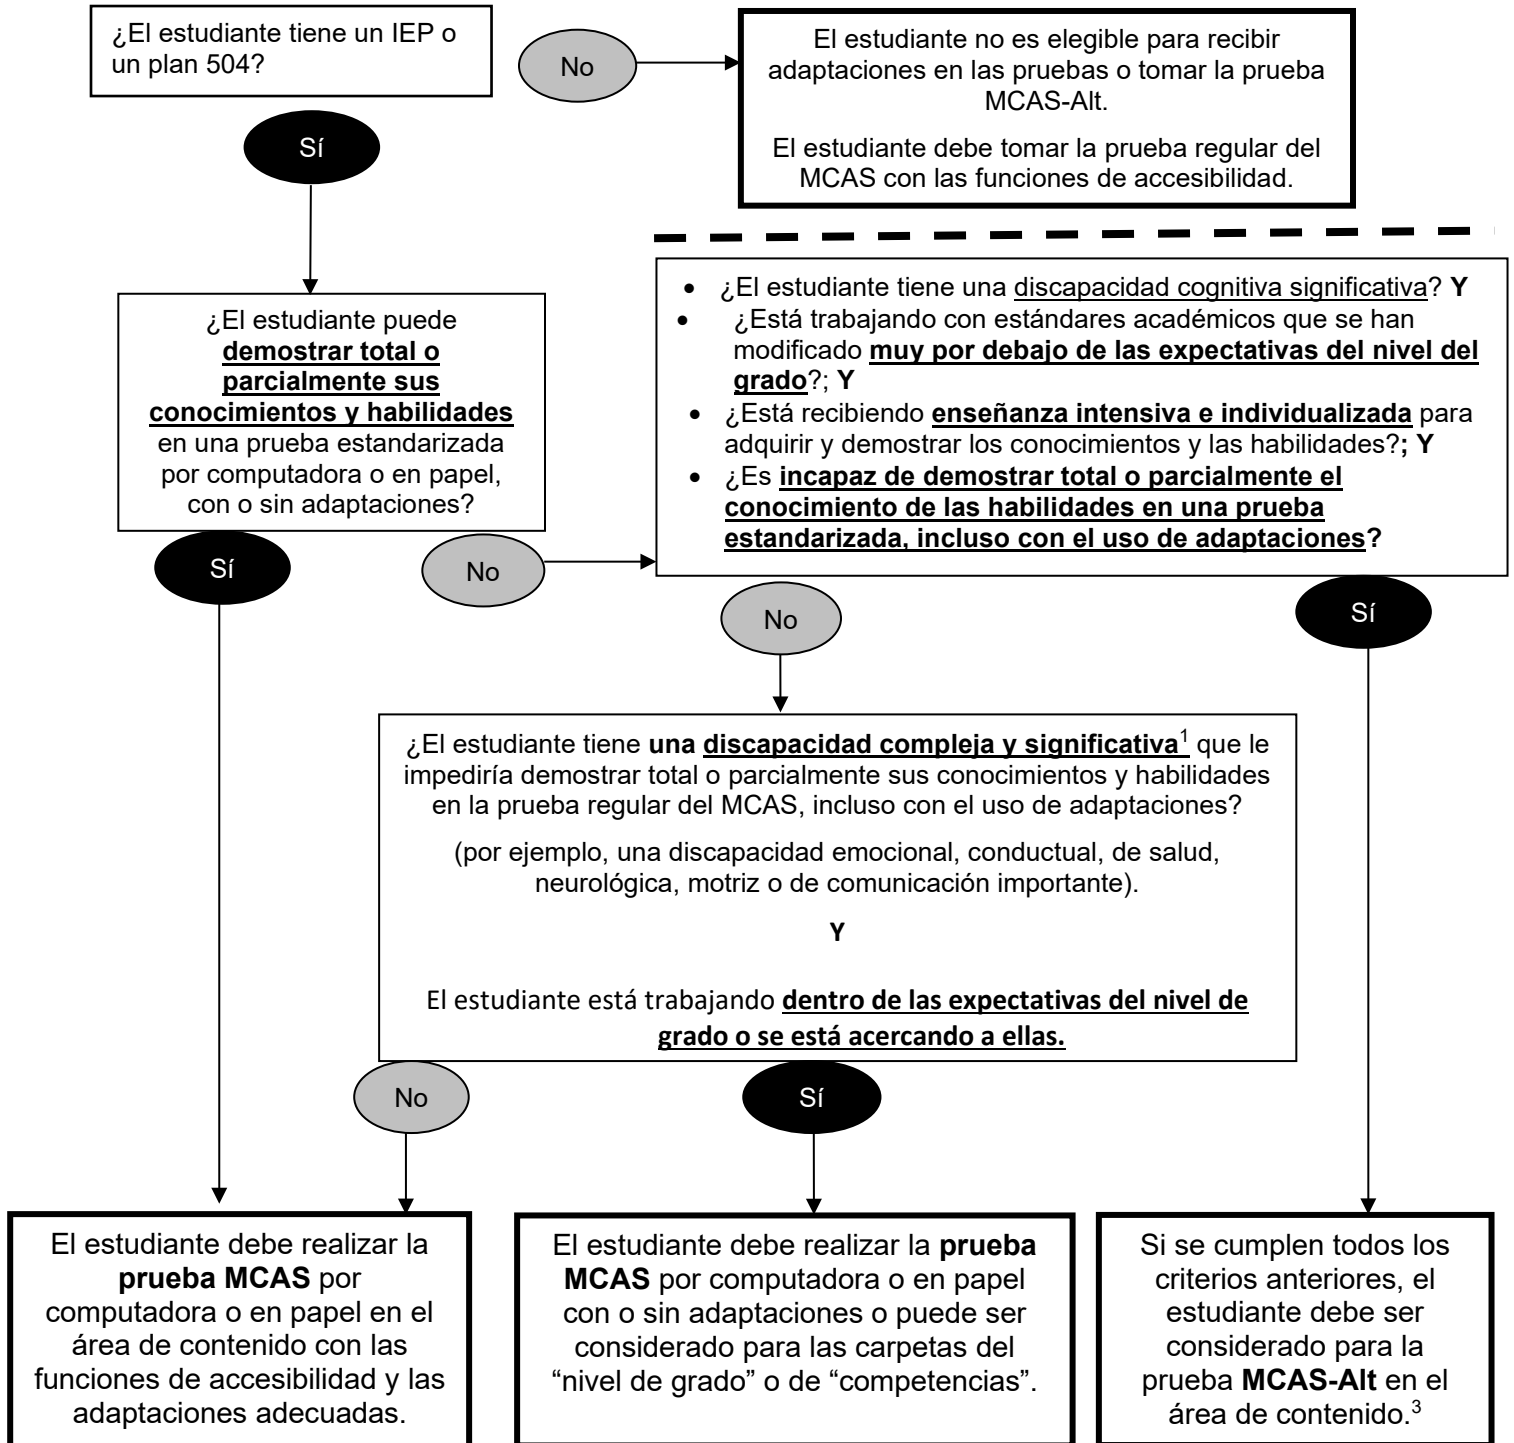 ¿El estudiante tiene un IEP o
un plan 504?
No
El estudiante no es elegible para recibir
adaptaciones en las pruebas o tomar la prueba
MCAS-Alt.
El estudiante debe tomar la prueba regular del
MCAS con las funciones de accesibilidad.
Sí
¿El estudiante puede
demostrar total o
parcialmente sus
conocimientos y habilidades
en una prueba estandarizada
por computadora o en papel,
con o sin adaptaciones?
• ¿El estudiante tiene una discapacidad cognitiva significativa? Y
• ¿Está trabajando con estándares académicos que se han
modificado muy por debajo de las expectativas del nivel del
grado?; Y
• ¿Está recibiendo enseñanza intensiva e individualizada para
adquirir y demostrar los conocimientos y las habilidades?; Y
• ¿Es incapaz de demostrar total o parcialmente el
conocimiento de las habilidades en una prueba
estandarizada, incluso con el uso de adaptaciones?
Sí
No
No
Sí
¿El estudiante tiene una discapacidad compleja y significativa¹ que le
impediría demostrar total o parcialmente sus conocimientos y habilidades
en la prueba regular del MCAS, incluso con el uso de adaptaciones?
(por ejemplo, una discapacidad emocional, conductual, de salud,
neurológica, motriz o de comunicación importante).
Y
El estudiante está trabajando dentro de las expectativas del nivel de
grado o se está acercando a ellas.
No
Sí
El estudiante debe realizar la
prueba MCAS por
computadora o en papel en el
área de contenido con las
funciones de accesibilidad y las
adaptaciones adecuadas.
El estudiante debe realizar la prueba
MCAS por computadora o en papel
con o sin adaptaciones o puede ser
considerado para las carpetas del
“nivel de grado” o de “competencias”.
Si se cumplen todos los
criterios anteriores, el
estudiante debe ser
considerado para la
prueba MCAS-Alt en el
área de contenido.³